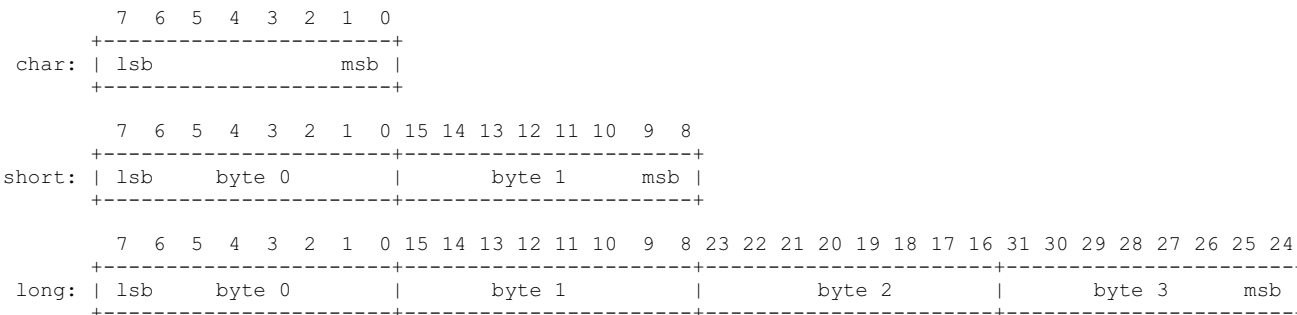 7 6 5 4 3 2 1 0
+-----------------------+
char: | lsb msb |
+-----------------------+
7 6 5 4 3 2 1 0 15 14 13 12 11 10 9 8
+-----------------------+-----------------------+
short: | lsb byte 0 | byte 1 msb |
+-----------------------+-----------------------+
7 6 5 4 3 2 1 0 15 14 13 12 11 10 9 8 23 22 21 20 19 18 17 16 31 30 29 28 27 26 25 24
+-----------------------+-----------------------+-----------------------+-----------------------
long: | lsb byte 0 | byte 1 | byte 2 | byte 3 msb
+-----------------------+-----------------------+-----------------------+-----------------------